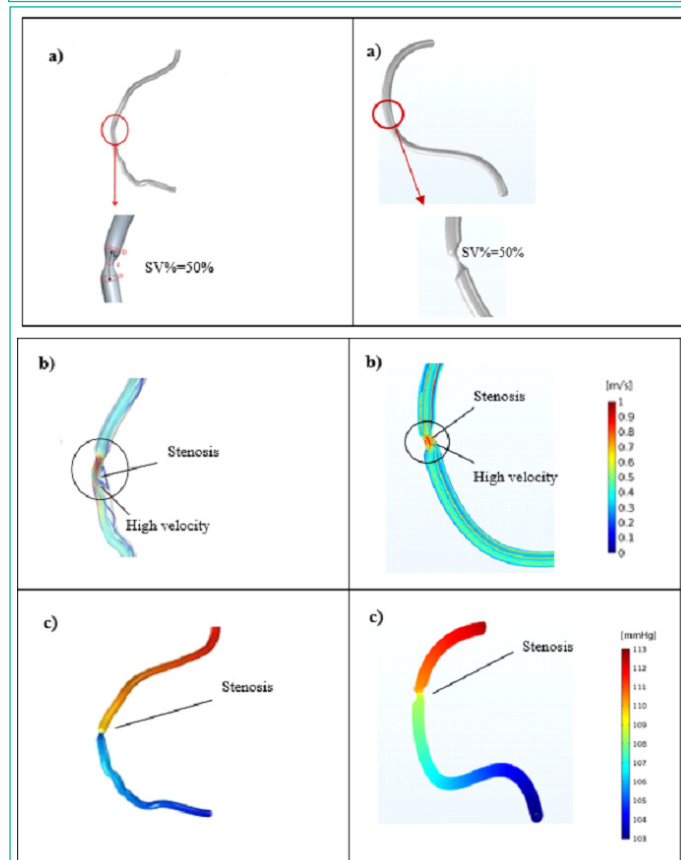 a)
SV%=50%
a)
SV%=50%
b)
Stenosis
High velocity
b)
Stenosis
High velocity
[m/s]
1
0.9
0.8
0.7
0.6
0.5
0.4
0.3
0.2
0.1
0
c)
Stenosis
c)
Stenosis
[mmHg]
113
112
111
110
109
108
107
106
105
104
103